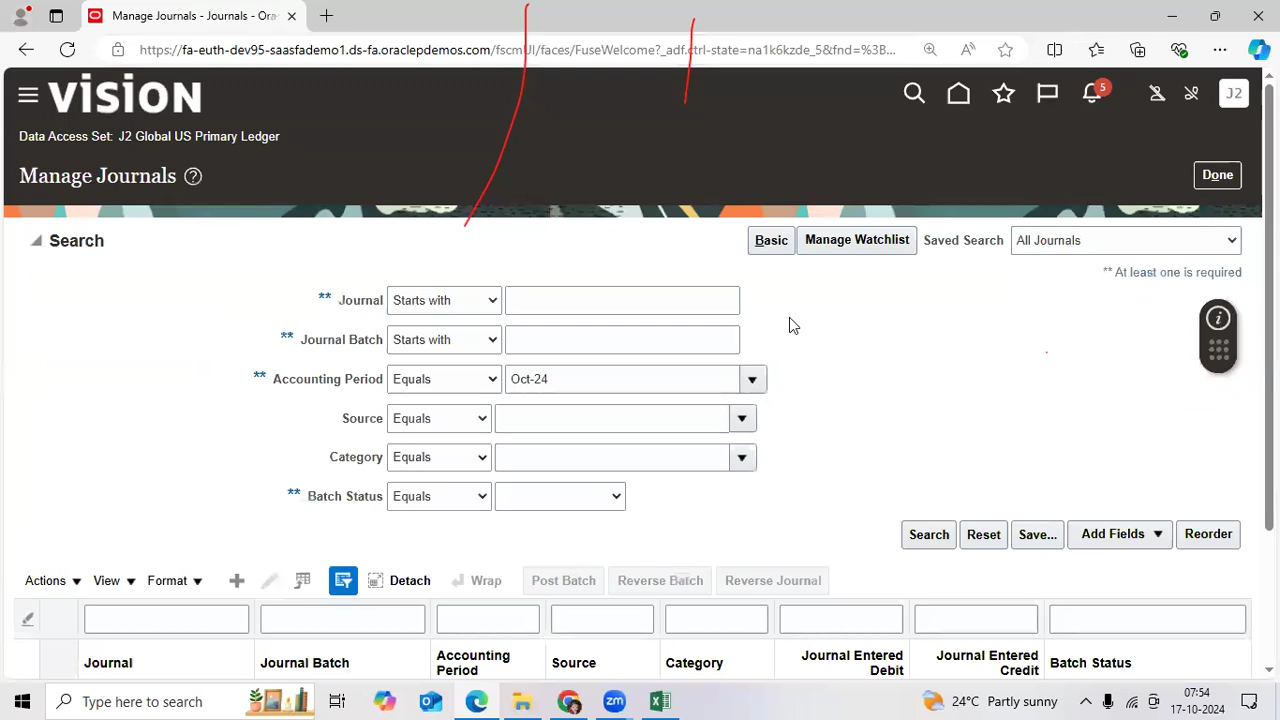 Manage Journals - Journals - Ora
https://fa-euth-dev95-saasfademo1.ds-fa.oraclepdemos.com/fscmUI/faces/FuseWelcome?_adf.ctrl-state=na1k6kzde_5&fnd=%3B...
VISION
5
J2
Data Access Set: J2 Global US Primary Ledger
Manage Journals
Done
Search
Basic
Manage Watchlist
Saved Search
All Journals
** At least one is required
** Journal Starts with
** Journal Batch Starts with
** Accounting Period Equals Oct-24
Source Equals
Category Equals
** Batch Status Equals
Search Reset Save... Add Fields Reorder
Actions View Format Detach Wrap Post Batch Reverse Batch Reverse Journal
Journal
Journal Batch
Accounting Period
Source
Category
Journal Entered Debit
Journal Entered Credit
Batch Status
Type here to search
zm
24°C Partly sunny
07:54
17-10-2024